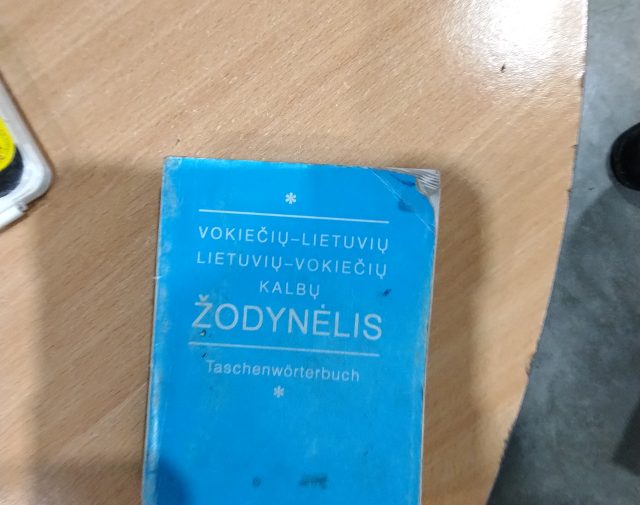 *
VOKIEČIŲ–LIETUVIŲ
LIETUVIŲ–VOKIEČIŲ
KALBŲ
ŽODYNĖLIS
Taschenwörterbuch
*